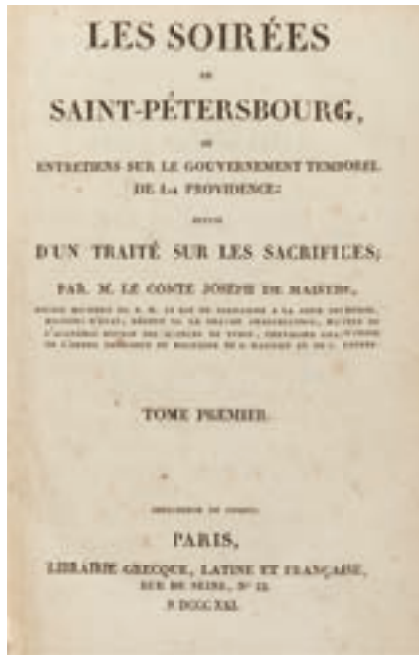 LES SOIRÉES
DE
SAINT-PÉTERSBOURG,
OU
ENTRETIENS SUR LE GOUVERNEMENT TEMPOREL
DE LA PROVIDENCE:
SUIVIS
D'UN TRAITÉ SUR LES SACRIFICES;
PAR M. LE COMTE JOSEPH DE MAISTRE,
TOME PREMIER.
PARIS,
LIBRAIRIE GRECQUE, LATINE ET FRANÇAISE,
RUE DE SEINE, N° 12.
M DCCC XXI.